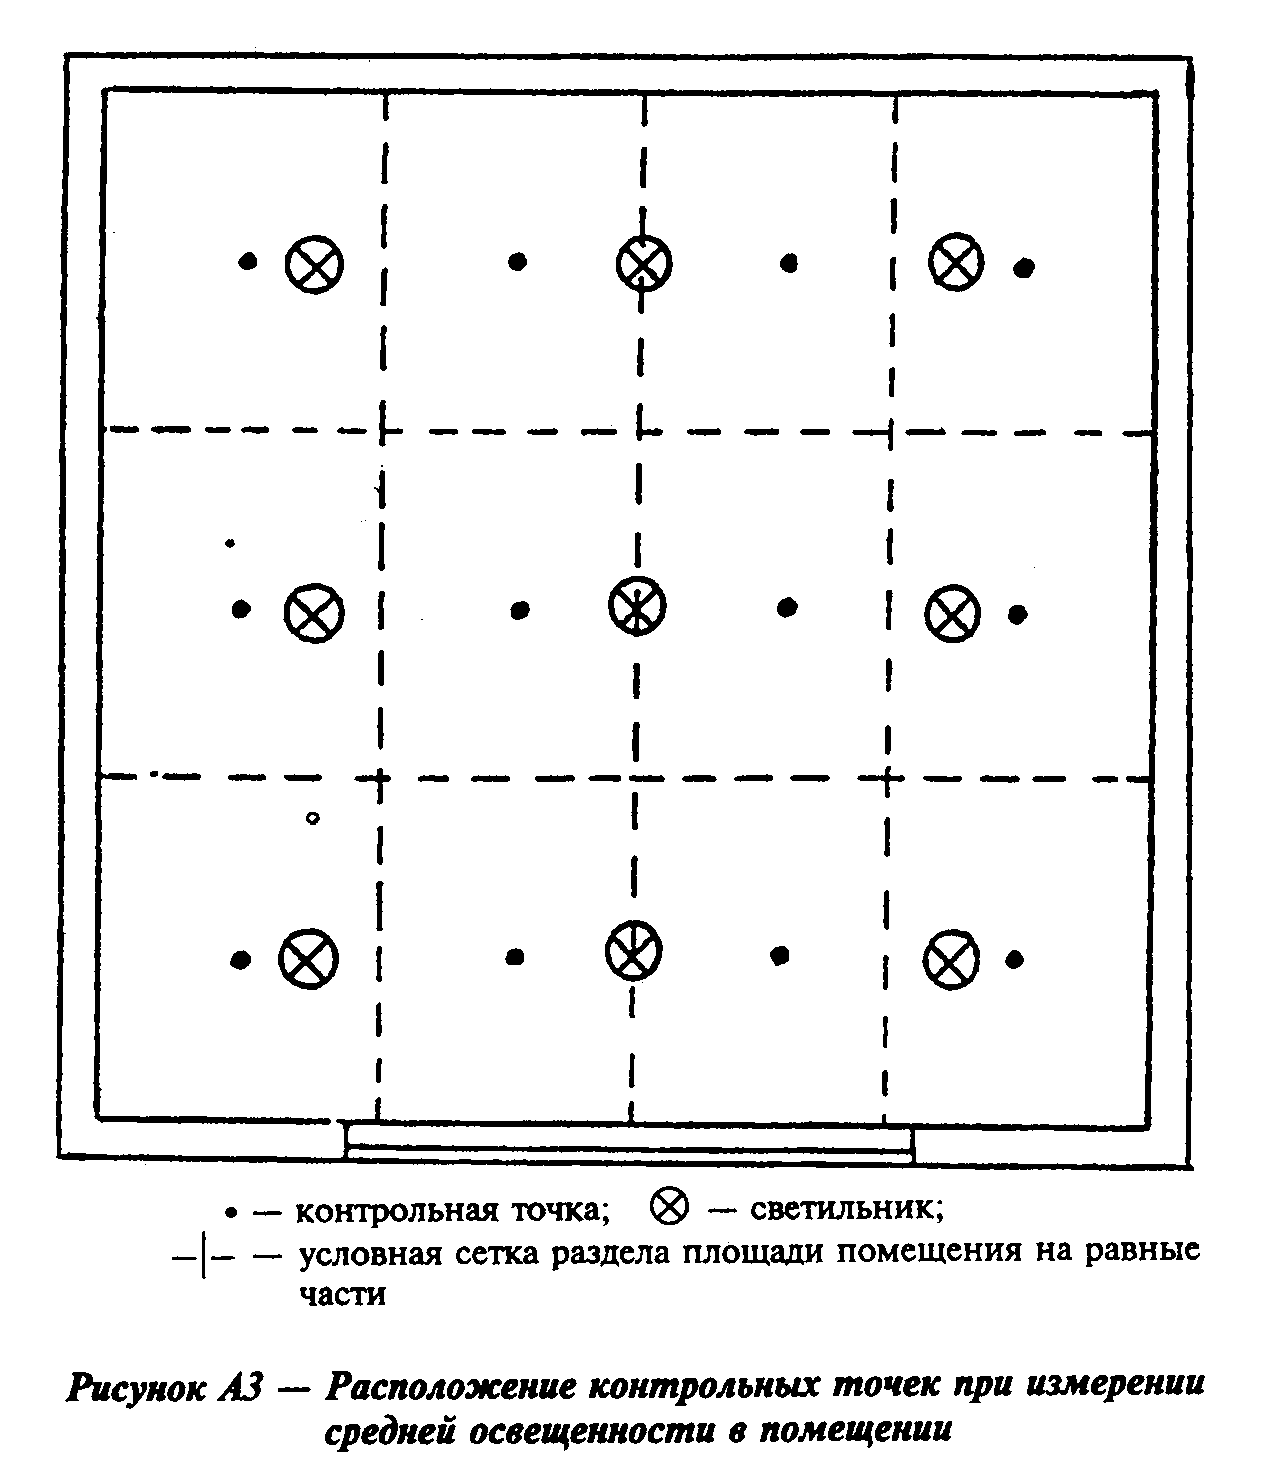 • — контрольная точка; ⊗ — светильник;
–|– — условная сетка раздела площади помещения на равные
части
Рисунок А3 — Расположение контрольных точек при измерении
средней освещенности в помещении